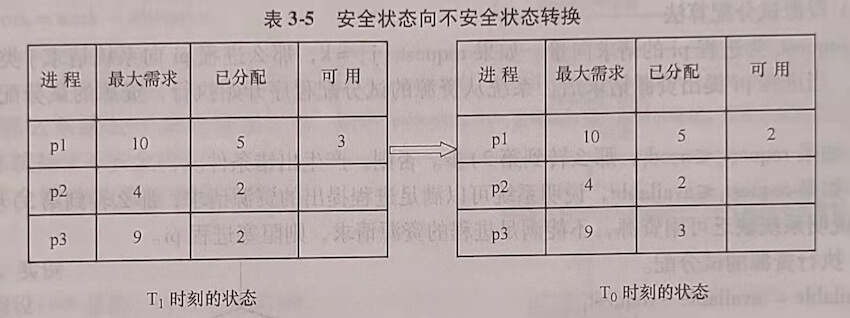 表 3-5 安全状态向不安全状态转换
进 程 最大需求 已分配 可 用
p1 10 5 3
p2 4 2
p3 9 2
T₁ 时刻的状态
进 程 最大需求 已分配 可 用
p1 10 5 2
p2 4 2
p3 9 3
T₀ 时刻的状态